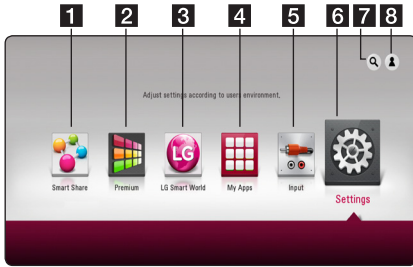 1 2 3 4 5 6 7 8
Adjust settings according to users environment.
LG
Smart Share Premium LG Smart World My Apps Input Settings